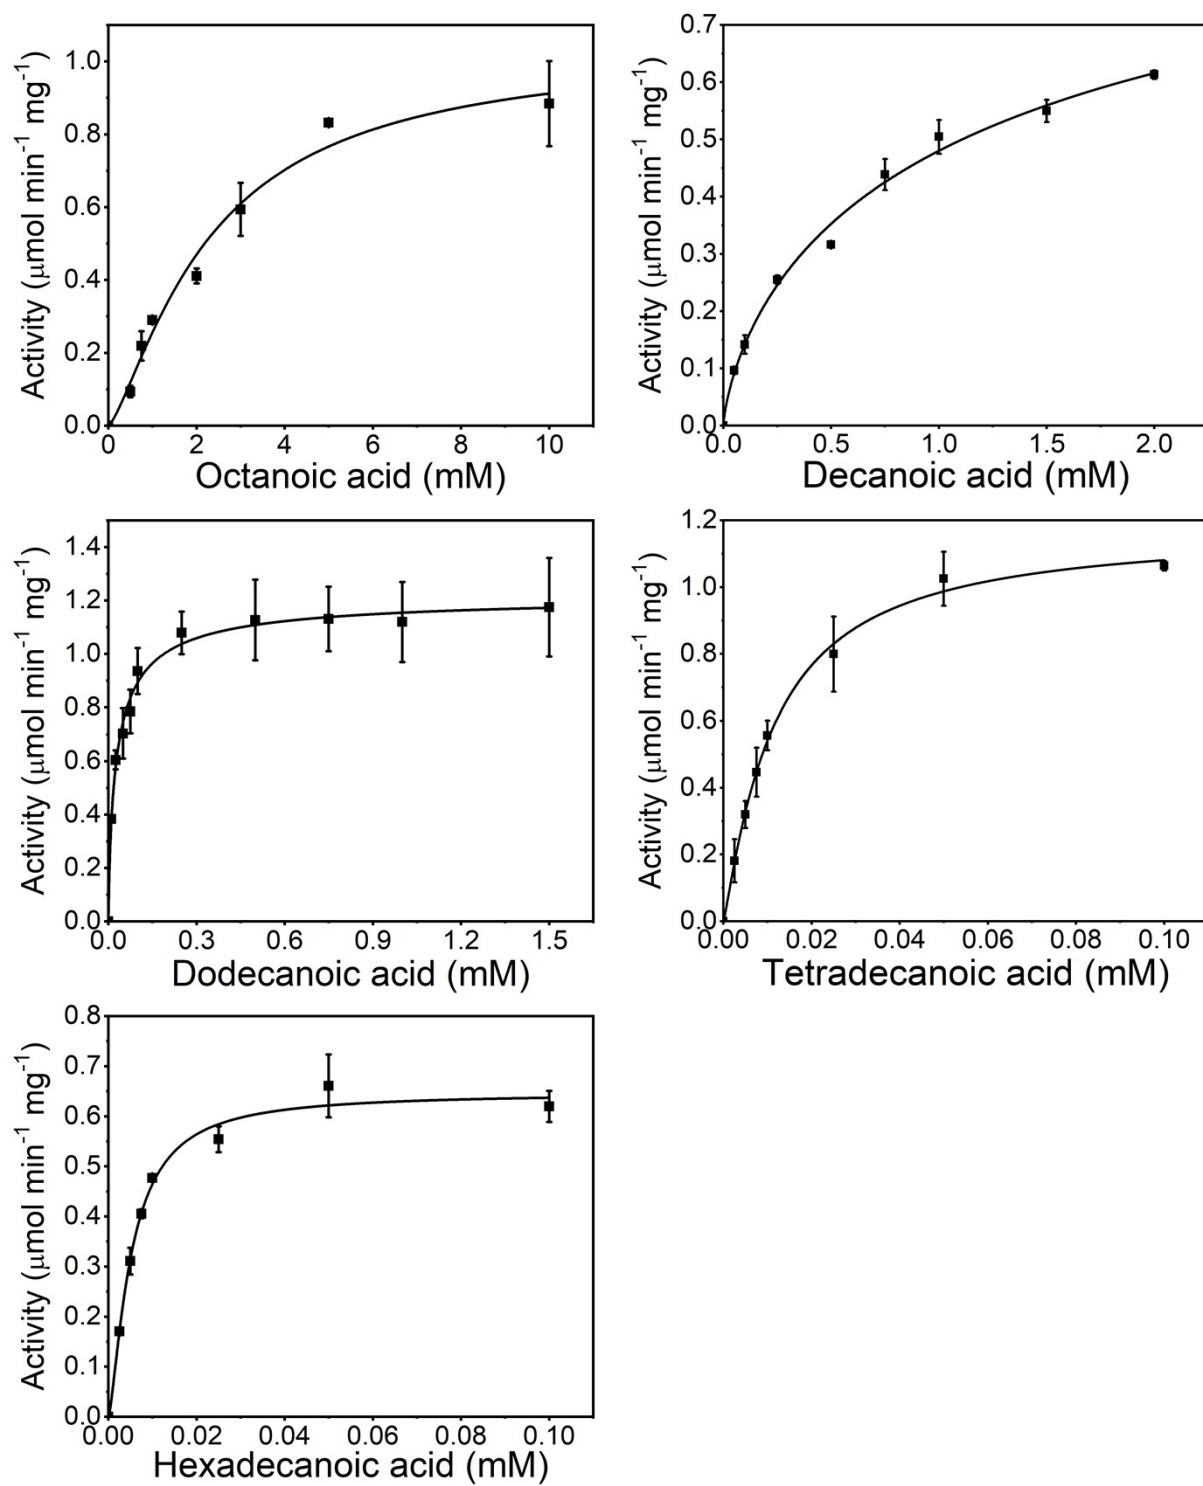 Activity (μmol min⁻¹ mg⁻¹)
1.0
0.8
0.6
0.4
0.2
0.0
0 2 4 6 8 10
Octanoic acid (mM)
Activity (μmol min⁻¹ mg⁻¹)
0.7
0.6
0.5
0.4
0.3
0.2
0.1
0.0
0.0 0.5 1.0 1.5 2.0
Decanoic acid (mM)
Activity (μmol min⁻¹ mg⁻¹)
1.4
1.2
1.0
0.8
0.6
0.4
0.2
0.0
0.0 0.3 0.6 0.9 1.2 1.5
Dodecanoic acid (mM)
Activity (μmol min⁻¹ mg⁻¹)
1.2
1.0
0.8
0.6
0.4
0.2
0.0
0.00 0.02 0.04 0.06 0.08 0.10
Tetradecanoic acid (mM)
Activity (μmol min⁻¹ mg⁻¹)
0.8
0.7
0.6
0.5
0.4
0.3
0.2
0.1
0.0
0.00 0.02 0.04 0.06 0.08 0.10
Hexadecanoic acid (mM)